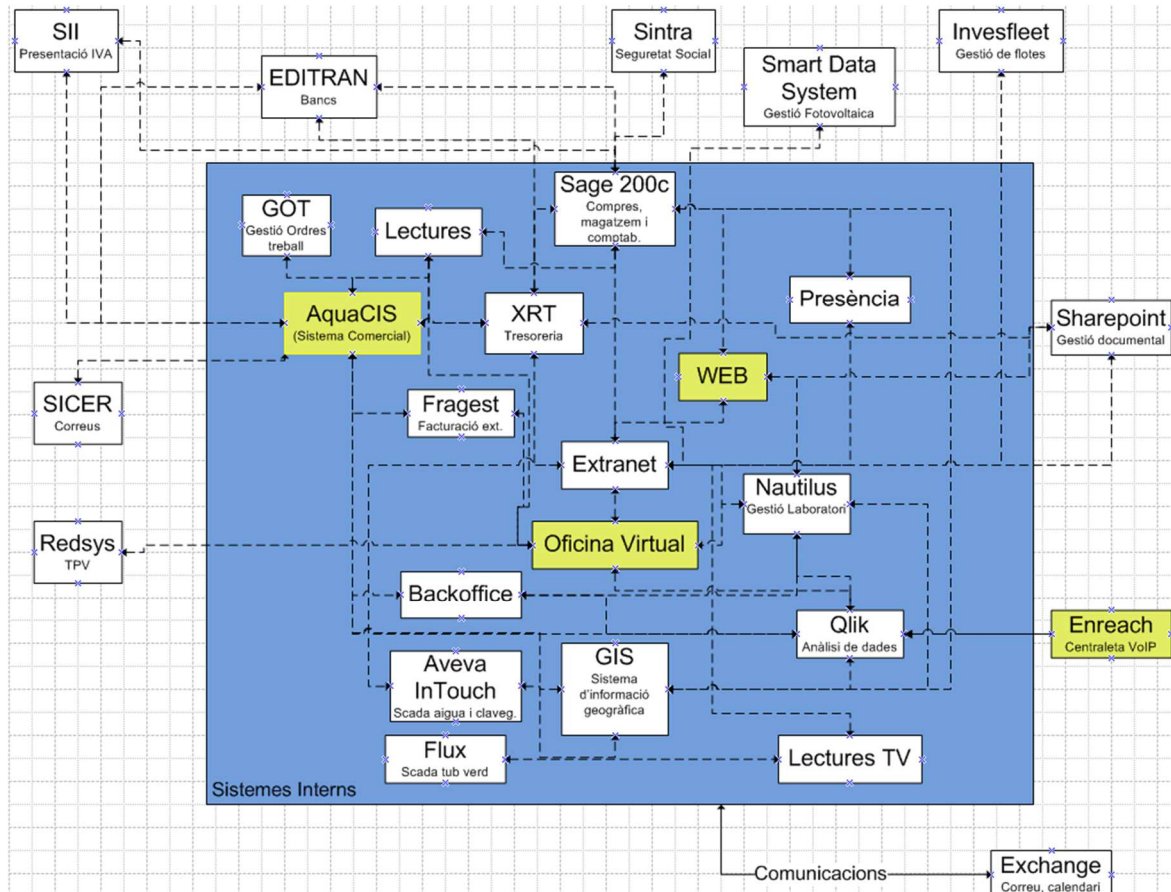 SII
Presentació IVA
EDITRAN
Bancs
Sintra
Seguretat Social
Smart Data
System
Gestió Fotovoltaica
Invesfleet
Gestió de flotes
Sage 200c
Compres,
magatzem i
comptab.
GOT
Gestió Ordres
treball
Lectures
AquaCIS
(Sistema Comercial)
XRT
Tresoreria
Presència
Sharepoint
Gestió documental
WEB
SICER
Correus
Fragest
Facturació ext.
Extranet
Nautilus
Gestió Laboratori
Redsys
TPV
Oficina Virtual
Backoffice
Qlik
Anàlisi de dades
Enreach
Centraleta VoIP
Aveva
InTouch
Scada aigua i claveg.
GIS
Sistema
d'informació
geogràfica
Flux
Scada tub verd
Lectures TV
Sistemes Interns
Comunicacions
Exchange
Correu, calendari